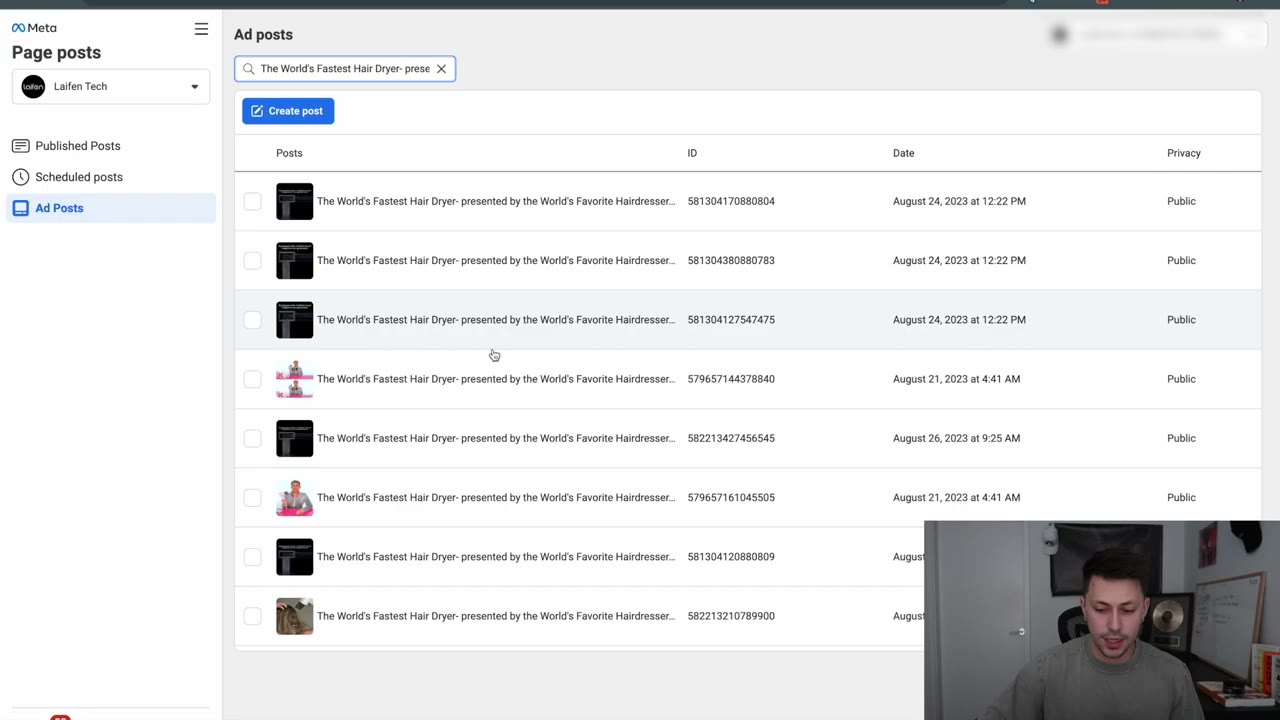 Meta
Page posts
laifen
Laifen Tech
Published Posts
Scheduled posts
Ad Posts
Ad posts
The World's Fastest Hair Dryer- prese
Create post
Posts ID Date Privacy
The World's Fastest Hair Dryer- presented by the World's Favorite Hairdresser... 581304170880804 August 24, 2023 at 12:22 PM Public
The World's Fastest Hair Dryer- presented by the World's Favorite Hairdresser... 581304380880783 August 24, 2023 at 12:22 PM Public
The World's Fastest Hair Dryer- presented by the World's Favorite Hairdresser... 581304127547475 August 24, 2023 at 12:22 PM Public
The World's Fastest Hair Dryer- presented by the World's Favorite Hairdresser... 579657144378840 August 21, 2023 at 4:41 AM Public
The World's Fastest Hair Dryer- presented by the World's Favorite Hairdresser... 582213427456545 August 26, 2023 at 9:25 AM Public
The World's Fastest Hair Dryer- presented by the World's Favorite Hairdresser... 579657161045505 August 21, 2023 at 4:41 AM Public
The World's Fastest Hair Dryer- presented by the World's Favorite Hairdresser... 581304120880809 August
The World's Fastest Hair Dryer- presented by the World's Favorite Hairdresser... 582213210789900 August